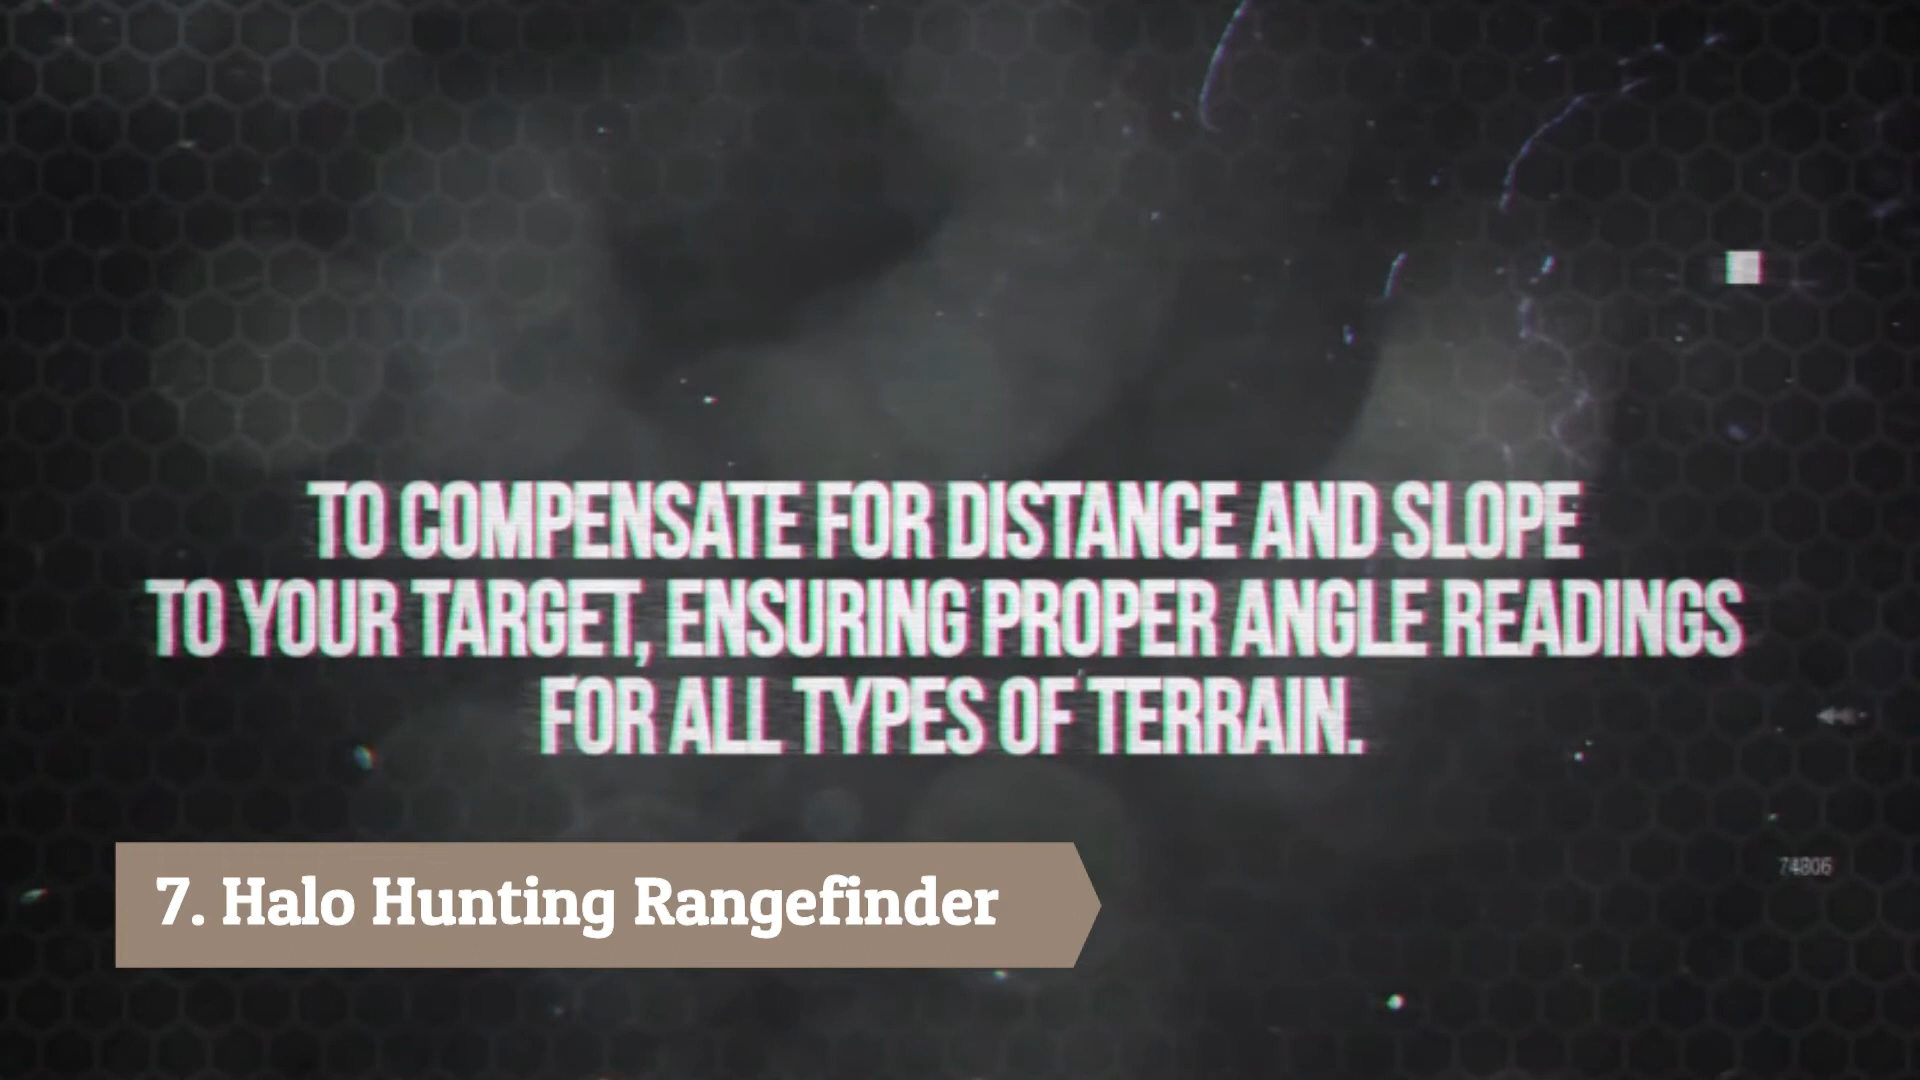 TO COMPENSATE FOR DISTANCE AND SLOPE
TO YOUR TARGET, ENSURING PROPER ANGLE READINGS
FOR ALL TYPES OF TERRAIN.
74806
7. Halo Hunting Rangefinder